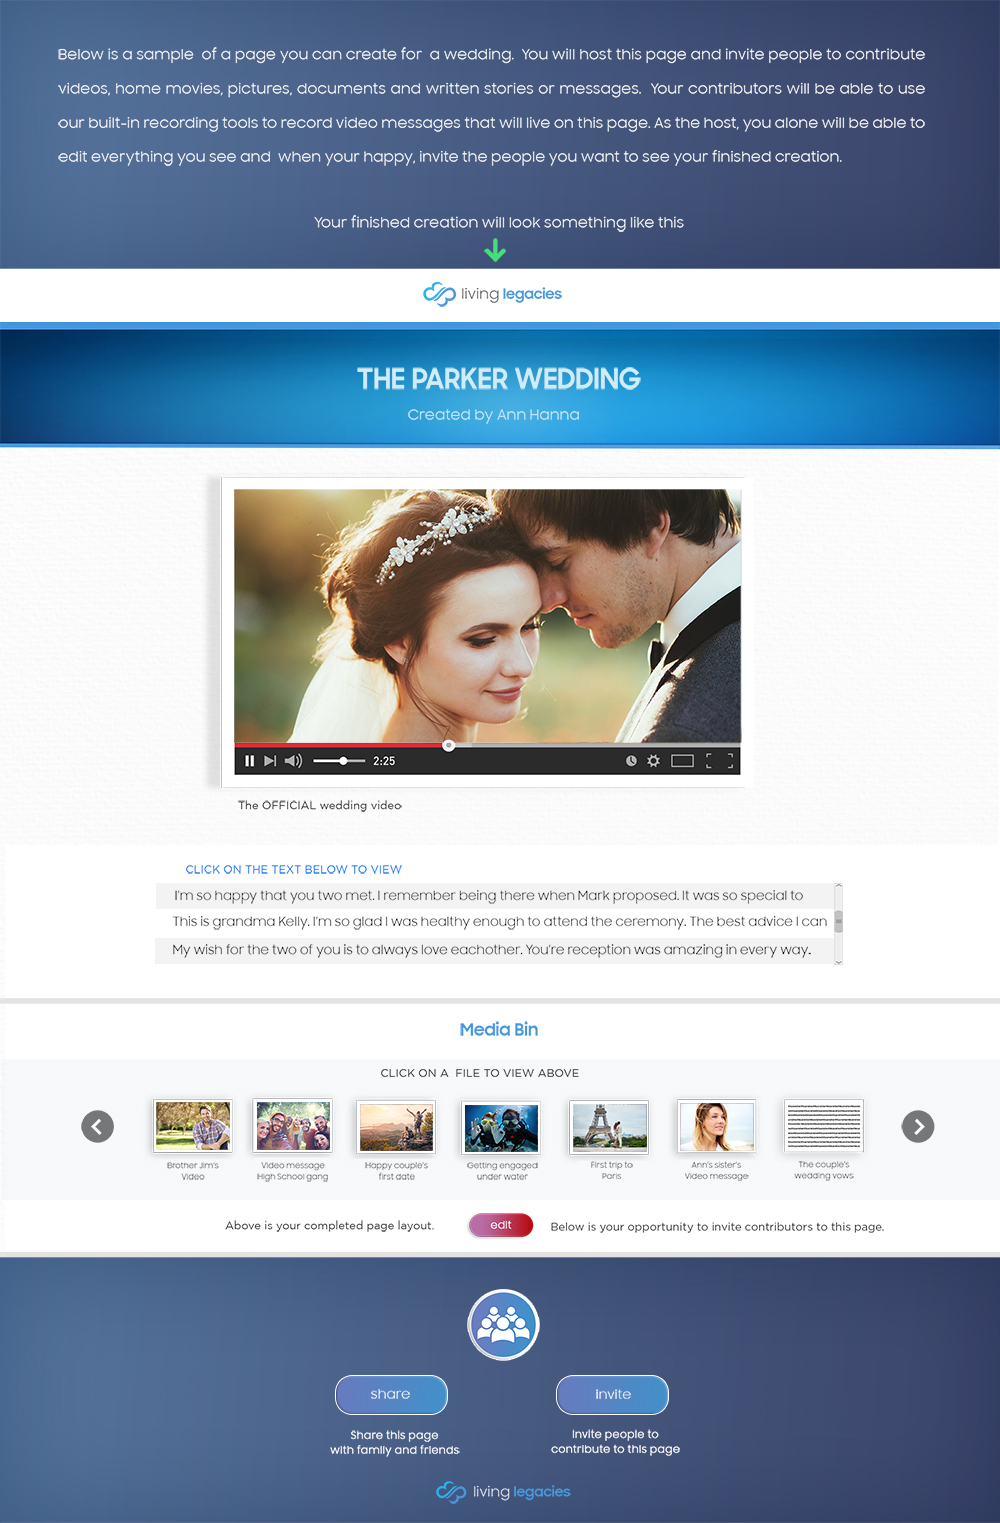 Below is a sample of a page you can create for a wedding. You will host this page and invite people to contribute
videos, home movies, pictures, documents and written stories or messages. Your contributors will be able to use
our built-in recording tools to record video messages that will live on this page. As the host, you alone will be able to
edit everything you see and when your happy, invite the people you want to see your finished creation.
Your finished creation will look something like this
living legacies
THE PARKER WEDDING
Created by Ann Hanna
2:25
The OFFICIAL wedding video
CLICK ON THE TEXT BELOW TO VIEW
I'm so happy that you two met. I remember being there when Mark proposed. It was so special to
This is grandma Kelly. I'm so glad I was healthy enough to attend the ceremony. The best advice I can
My wish for the two of you is to always love eachother. You're reception was amazing in every way.
Media Bin
CLICK ON A FILE TO VIEW ABOVE
Brother Jim's
Video
Video message
High School gang
Happy couple's
first date
Getting engaged
under water
First trip to
Paris
Ann's sister's
Video message
The couple's
wedding vows
Above is your completed page layout.
edit
Below is your opportunity to invite contributors to this page.
share
Share this page
with family and friends
invite
Invite people to
contribute to this page
living legacies